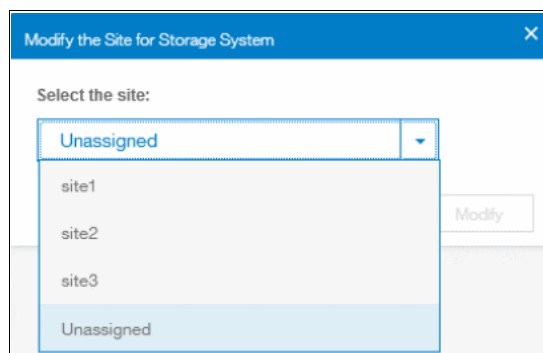 Modify the Site for Storage System
Select the site:
Unassigned
site1
site2
Modify
site3
Unassigned